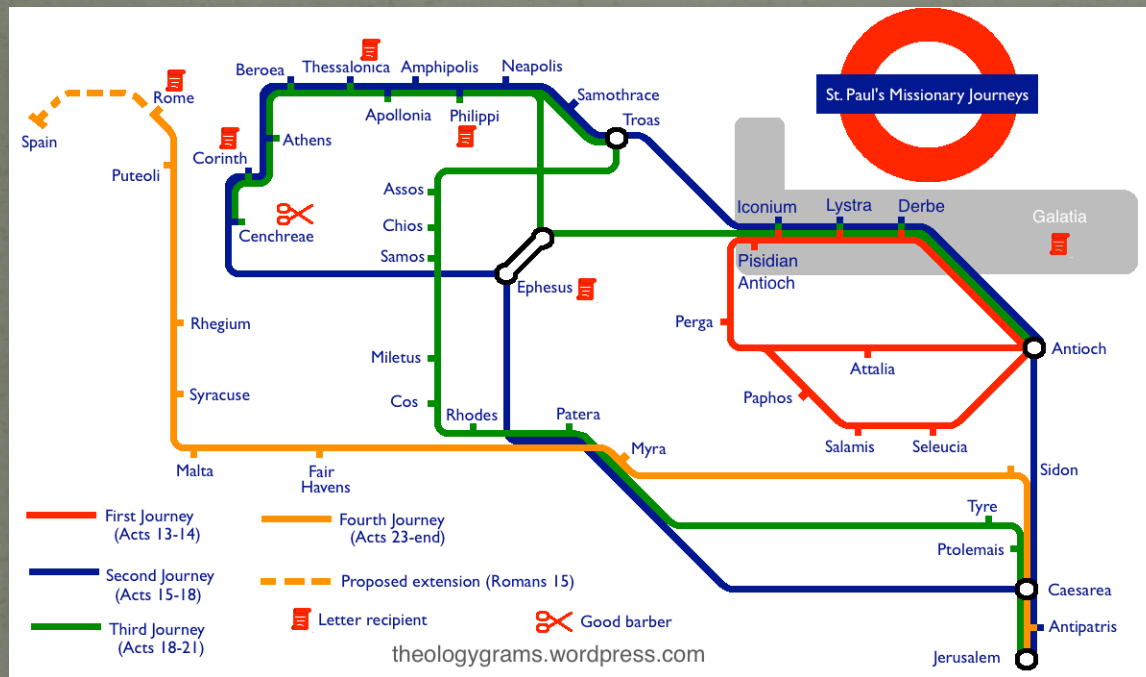 St. Paul's Missionary Journeys
Beroea
Thessalonica
Amphipolis
Neapolis
Rome
Samothrace
Apollonia
Philippi
Troas
Spain
Athens
Corinth
Puteoli
Assos
Iconium
Lystra
Derbe
Galatia
Chios
Cenchreae
Samos
Pisidian
Antioch
Ephesus
Rhegium
Perga
Miletus
Antioch
Attalia
Syracuse
Paphos
Cos
Rhodes
Patera
Salamis
Seleucia
Myra
Malta
Fair
Havens
Sidon
Tyre
Ptolemais
Caesarea
Antipatris
Jerusalem
First Journey
(Acts 13-14)
Second Journey
(Acts 15-18)
Third Journey
(Acts 18-21)
Fourth Journey
(Acts 23-end)
Proposed extension (Romans 15)
Letter recipient
Good barber
theologygrams.wordpress.com